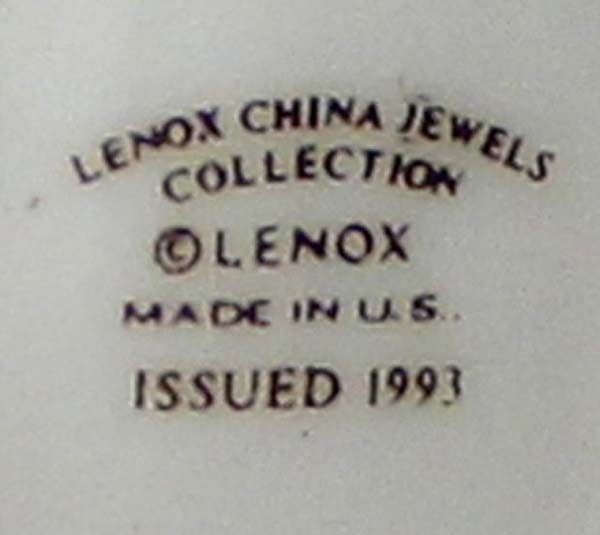 LENOX CHINA JEWELS
COLLECTION
© LENOX
MADE IN U.S..
ISSUED 1993